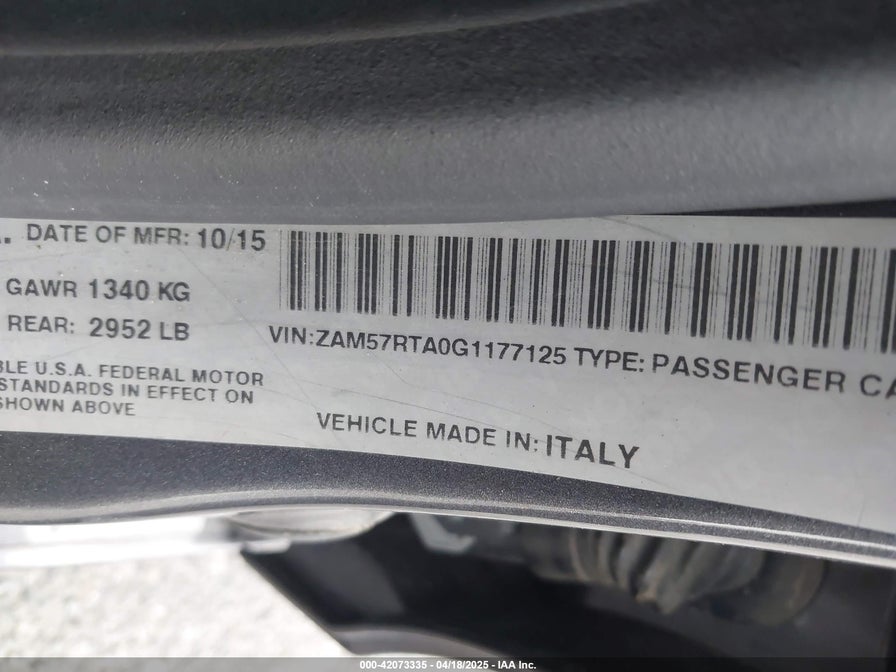 DATE OF MFR: 10/15
GAWR 1340 KG
REAR: 2952 LB
VIN:ZAM57RTA0G1177125 TYPE: PASSENGER CA
BLE U.S.A. FEDERAL MOTOR
STANDARDS IN EFFECT ON
SHOWN ABOVE
VEHICLE MADE IN: ITALY
000-42073335 - 04/18/2025 - IAA Inc.